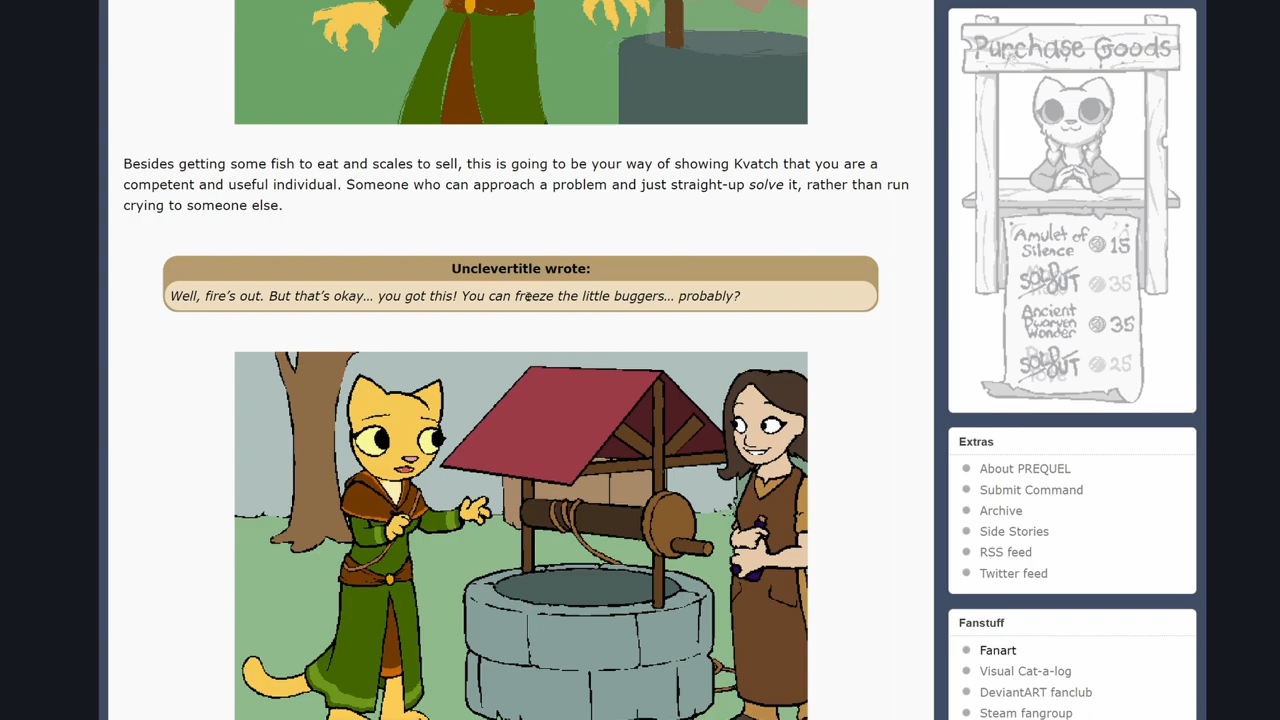 Besides getting some fish to eat and scales to sell, this is going to be your way of showing Kvatch that you are a
competent and useful individual. Someone who can approach a problem and just straight-up solve it, rather than run
crying to someone else.
Unclevertitle wrote:
Well, fire's out. But that's okay... you got this! You can freeze the little buggers... probably?
Purchase Goods
Amulet of
Silence 15
SOLD
OUT 35
Ancient
Dwarven
Wonder 35
SOLD
OUT 25
Extras
About PREQUEL
Submit Command
Archive
Side Stories
RSS feed
Twitter feed
Fanstuff
Fanart
Visual Cat-a-log
DeviantART fanclub
Steam fangroup